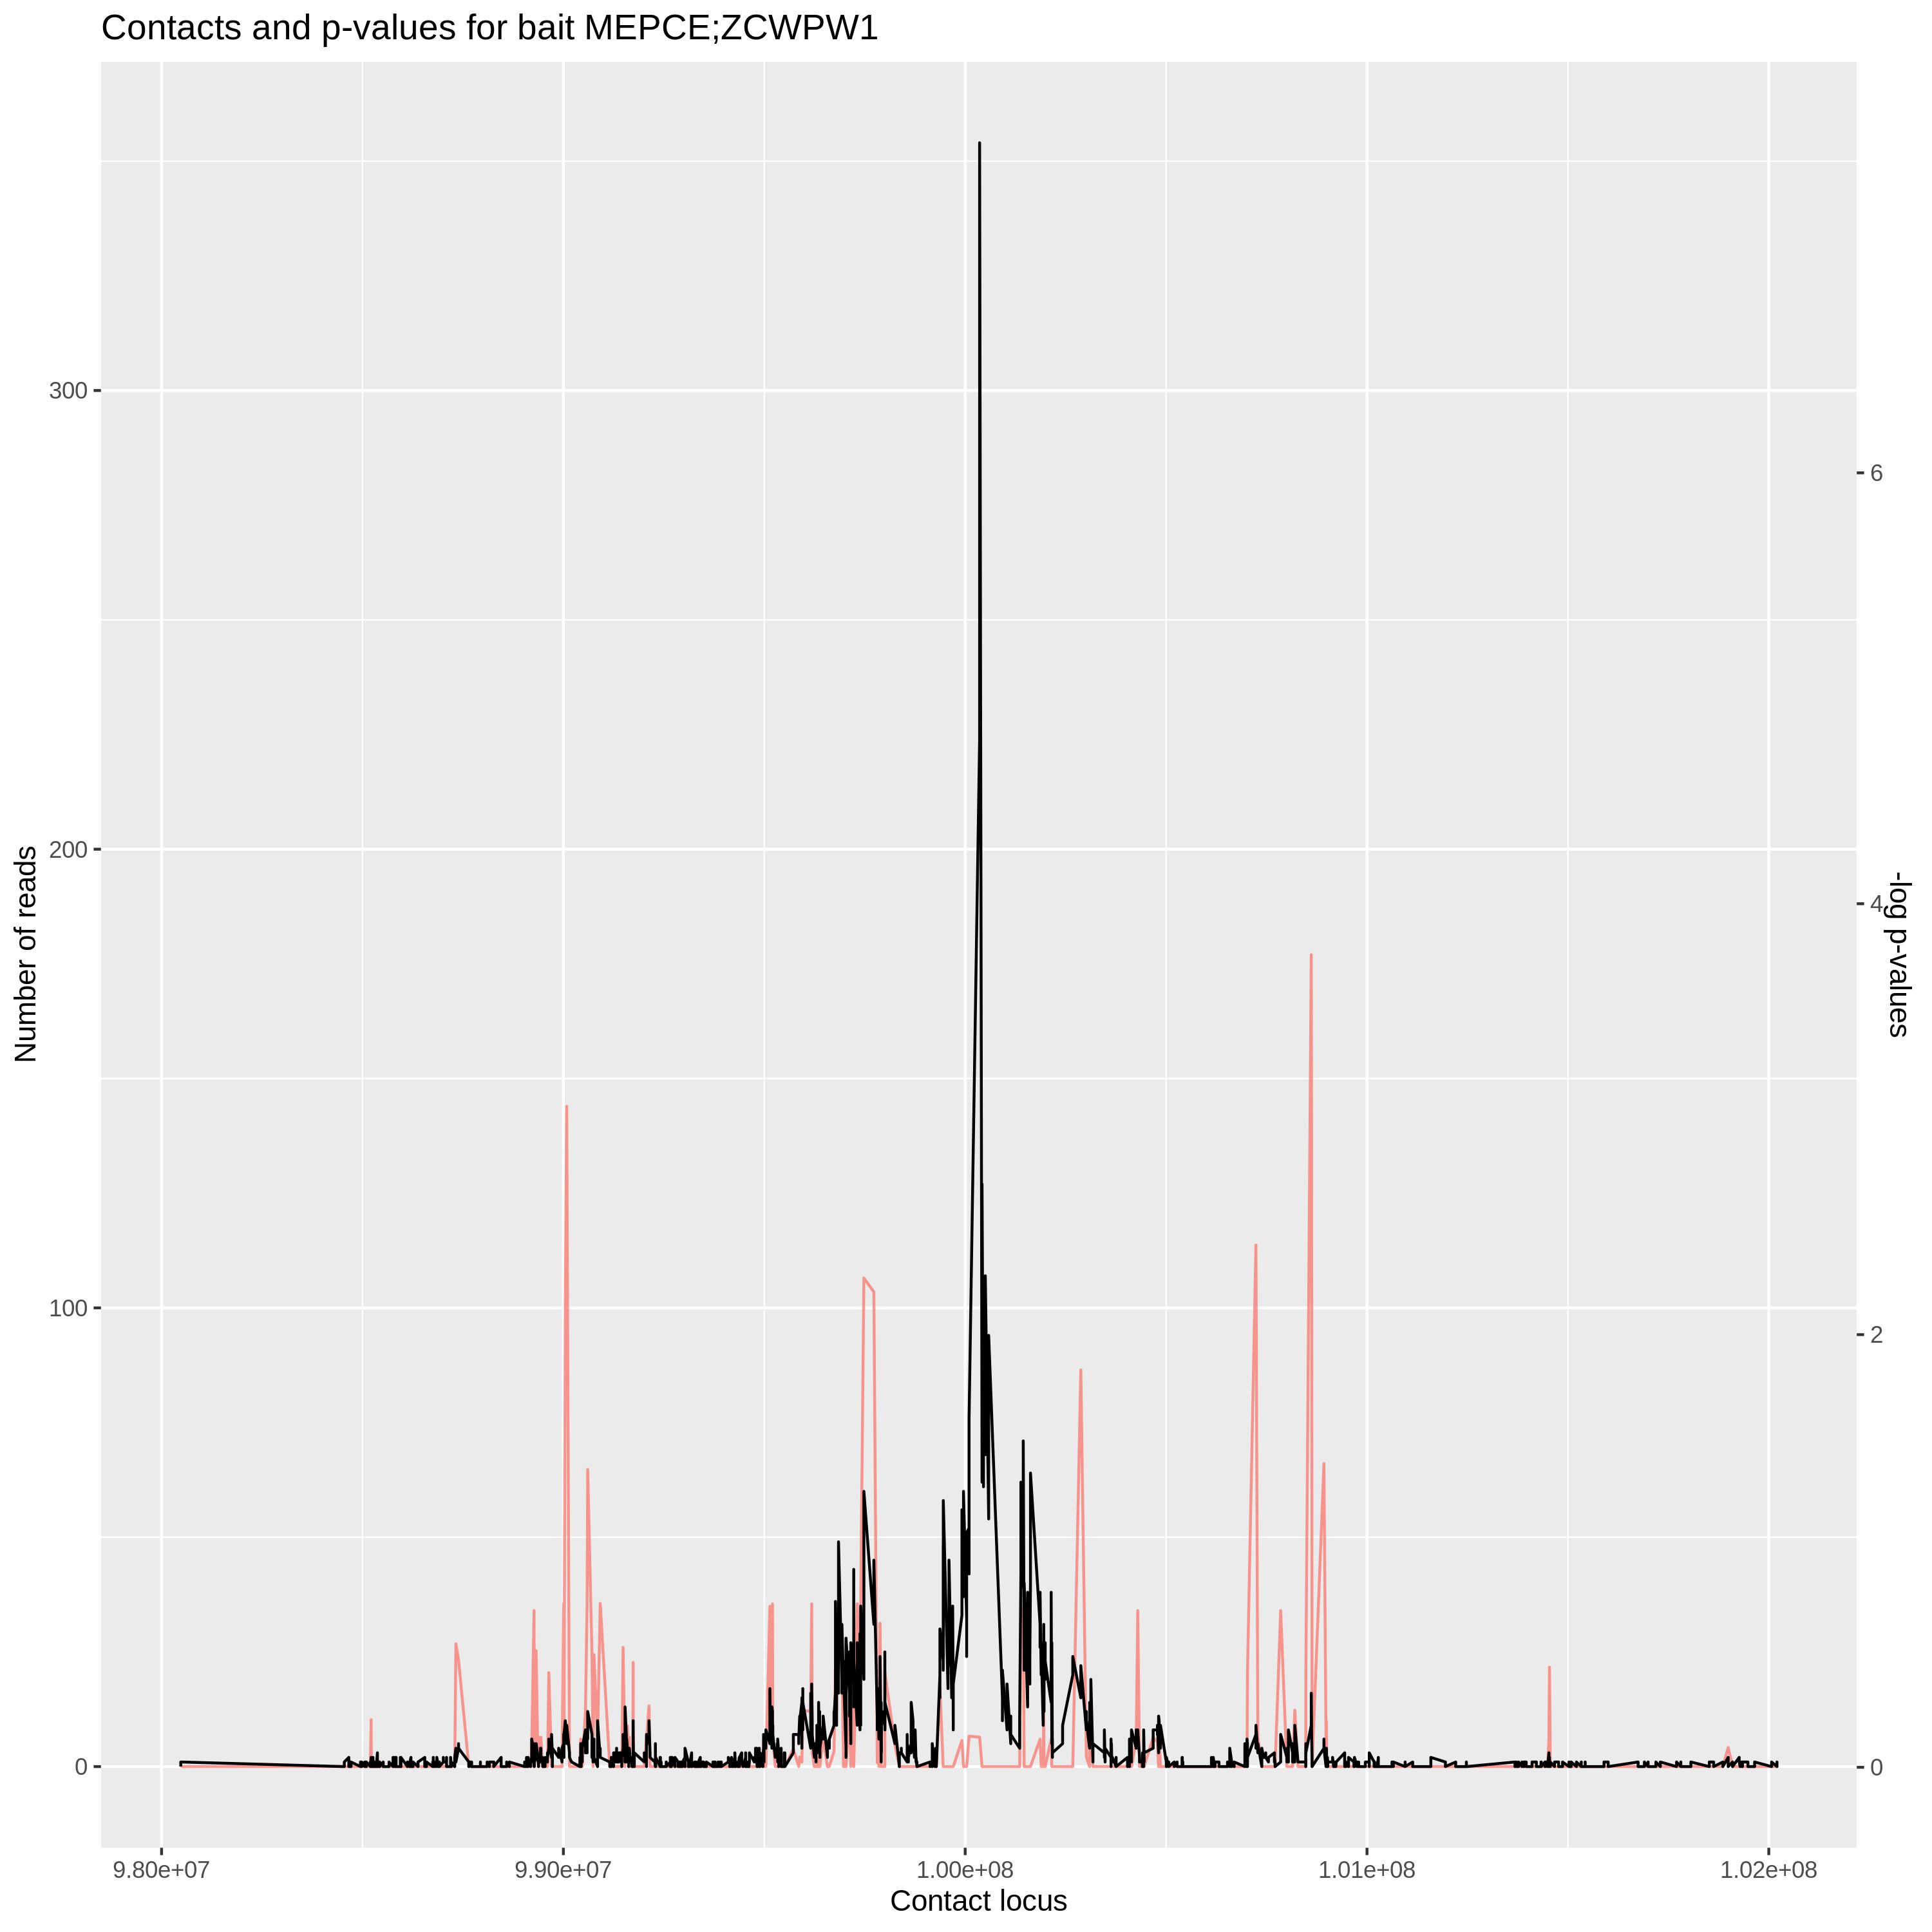 Contacts and p-values for bait MEPCE;ZCWPW1
Number of reads
300
200
100
0
6
4
2
0
-log p-values
9.80e+07
9.90e+07
1.00e+08
1.01e+08
1.02e+08
Contact locus